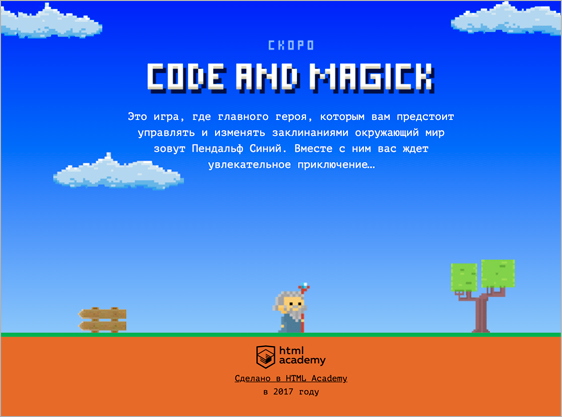 СКОРО
CODE AND MAGICK
Это игра, где главного героя, которым вам предстоит
управлять и изменять заклинаниями окружающий мир
зовут Пендальф Синий. Вместе с ним вас ждет
увлекательное приключение…
html
academy
Сделано в HTML Academy
в 2017 году